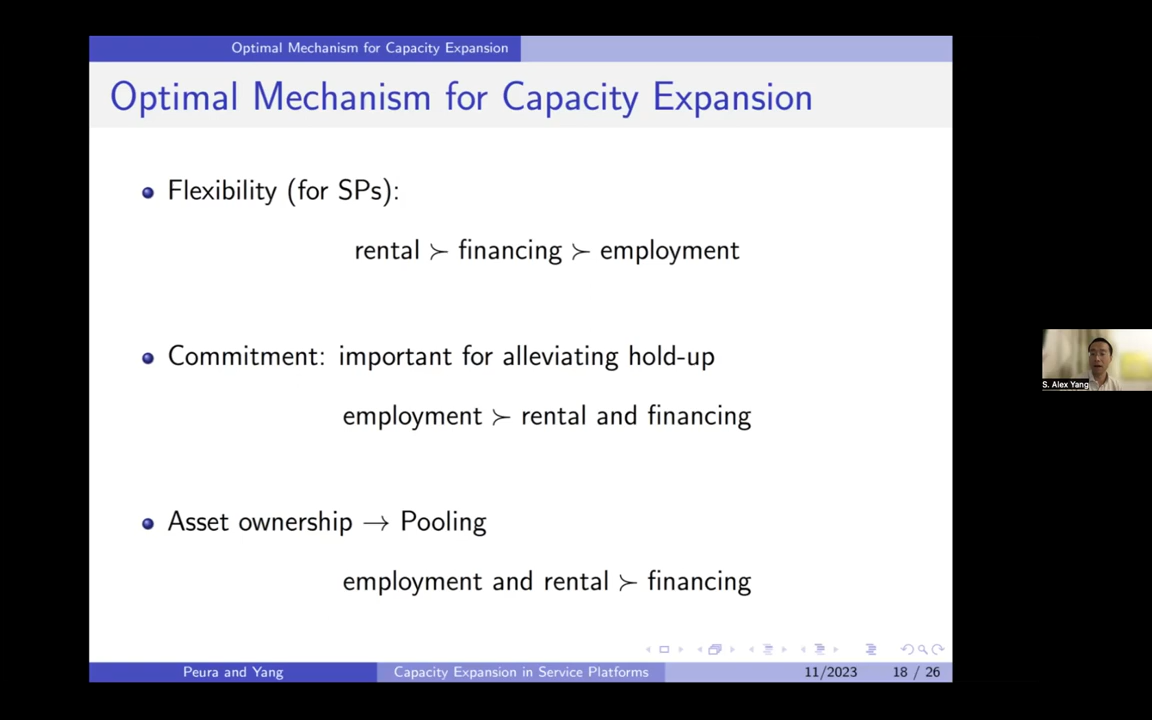 Optimal Mechanism for Capacity Expansion
Optimal Mechanism for Capacity Expansion
Flexibility (for SPs):
rental ≻ financing ≻ employment
Commitment: important for alleviating hold-up
employment ≻ rental and financing
Asset ownership → Pooling
employment and rental ≻ financing
S. Alex Yang
Peura and Yang
Capacity Expansion in Service Platforms
11/2023
18 / 26